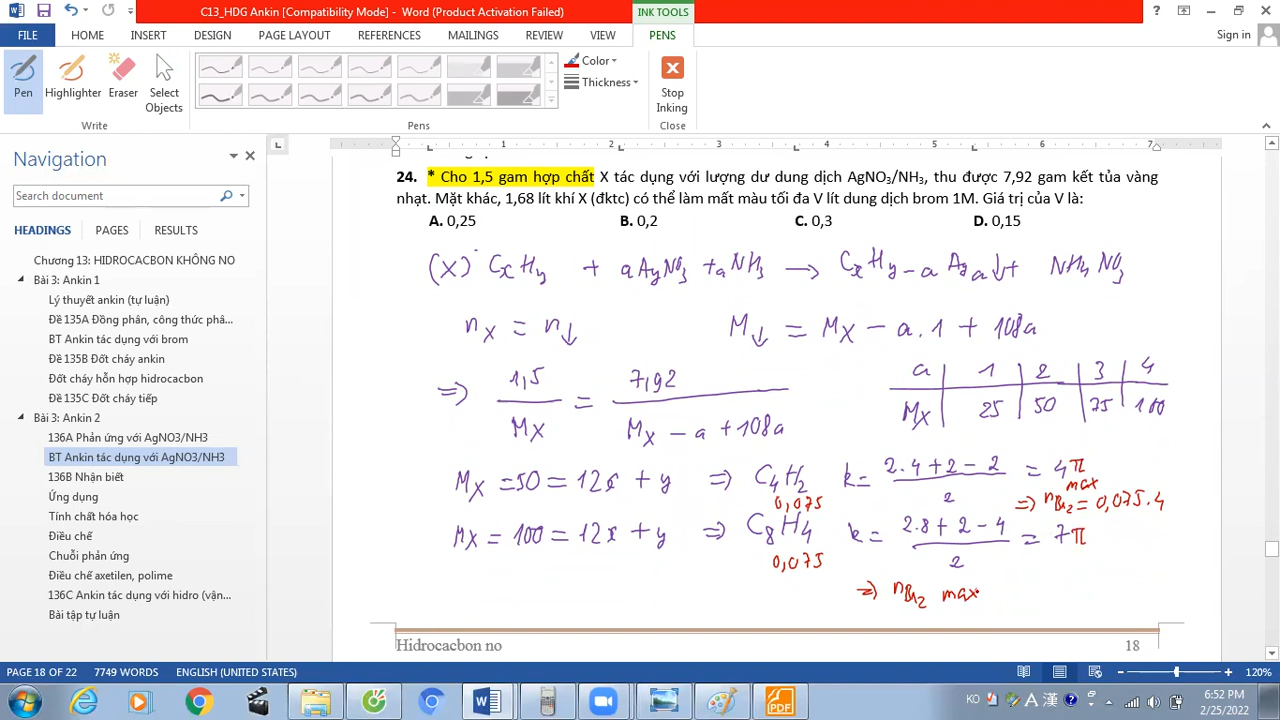 C13_HDG Ankin [Compatibility Mode] - Word (Product Activation Failed)
INK TOOLS
FILE HOME INSERT DESIGN PAGE LAYOUT REFERENCES MAILINGS REVIEW VIEW PENS Sign in
Pen Highlighter Eraser Select Objects
Color
Thickness
Stop Inking
Write Pens Close
Navigation
Search Navigation
HEADINGS PAGES RESULTS
Chương 13: HIDROCACBON KHÔNG NO
Bài 3: Ankin 1
Lý thuyết ankin (tự luận)
Đề 135A Đồng phân, công thức phâ...
BT Ankin tác dụng với brom
Đề 135B Đốt cháy ankin
Đốt cháy hỗn hợp hidrocacbon
Đề 135C Đốt cháy tiếp
Bài 3: Ankin 2
136A Phản ứng với AgNO3/NH3
BT Ankin tác dụng với AgNO3/NH3
136B Nhận biết
Ứng dụng
Tính chất hóa học
Điều chế
Chuỗi phản ứng
Điều chế axetilen, polime
136C Ankin tác dụng với hidro (vận...
Bài tập tự luận
1 2 3 4 5 6 7
24. * Cho 1,5 gam hợp chất X tác dụng với lượng dư dung dịch AgNO₃/NH₃, thu được 7,92 gam kết tủa vàng
nhạt. Mặt khác, 1,68 lít khí X (đktc) có thể làm mất màu tối đa V lít dung dịch brom 1M. Giá trị của V là:
A. 0,25 B. 0,2 C. 0,3 D. 0,15
(X) CxHy + aAgNO3 + aNH3 → CxHy-aAga↓ + NH4NO3
nX = n↓ M↓ = MX - a.1 + 108a
=> 1,5/MX = 7,92/(MX - a + 108a)
a 1 2 3 4
MX 25 50 75 100
MX = 50 = 12x + y => C4H2 k = (2.4+2-2)/2 = 4π
0,075 => nBr2 max = 0,075.4
MX = 100 = 12x + y => C8H4 k = (2.8+2-4)/2 = 7π
0,075
=> nBr2 max
Hidrocacbon no 18
PAGE 18 OF 22 7749 WORDS ENGLISH (UNITED STATES) 120%
KO A 漢
6:52 PM
2/25/2022